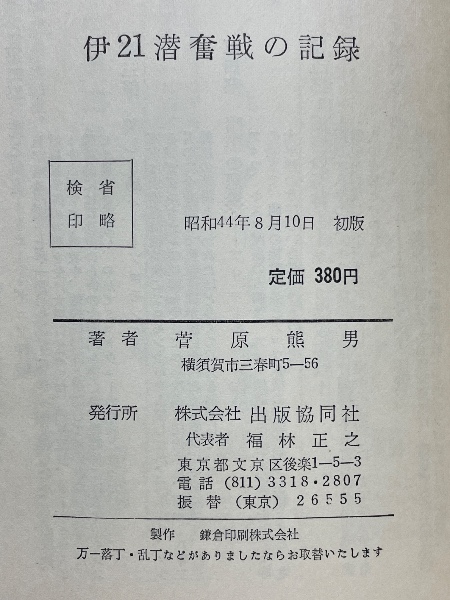 伊21潜奮戦の記録
検省
印略
昭和44年8月10日 初版
定価 380円
著者 菅原熊男
横須賀市三春町5—56
発行所 株式会社 出版協同社
代表者 福林正之
東京都文京区後楽1—5—3
電話 (811) 3318・2807
振替 (東京) 26555
製作 鎌倉印刷株式会社
万一落丁・乱丁などがありましたならお取替いたします